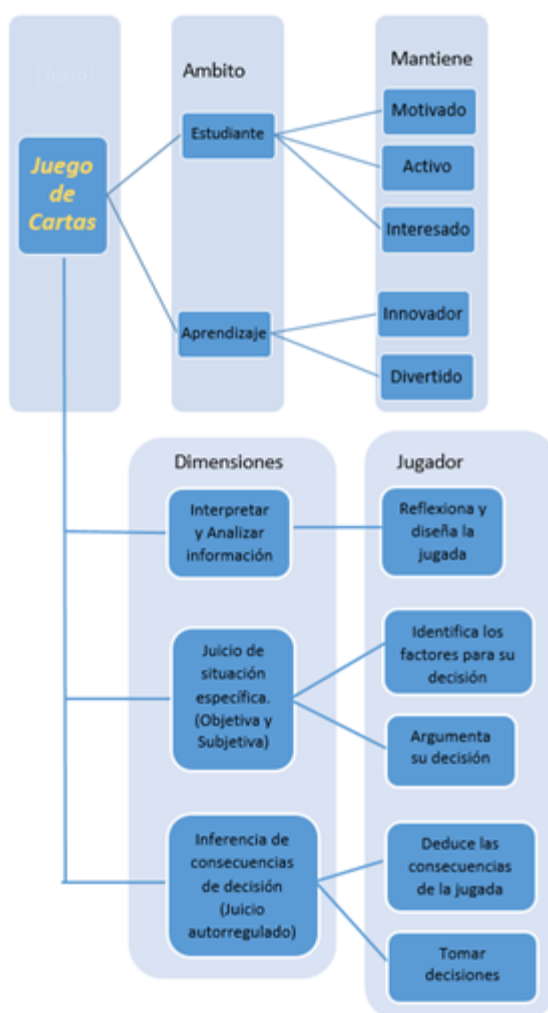 [Texto]
Ambito
Mantiene
Juego
de
Cartas
Estudiante
Motivado
Activo
Interesado
Aprendizaje
Innovador
Divertido
Dimensiones
Jugador
Interpretar
y Analizar
información
Reflexiona y
diseña la
jugada
Juicio de
situación
específica.
(Objetiva y
Subjetiva)
Identifica los
factores para su
decisión
Argumenta
su decisión
Inferencia de
consecuencias
de decisión
(Juicio
autorregulado)
Deduce las
consecuencias
de la jugada
Tomar
decisiones